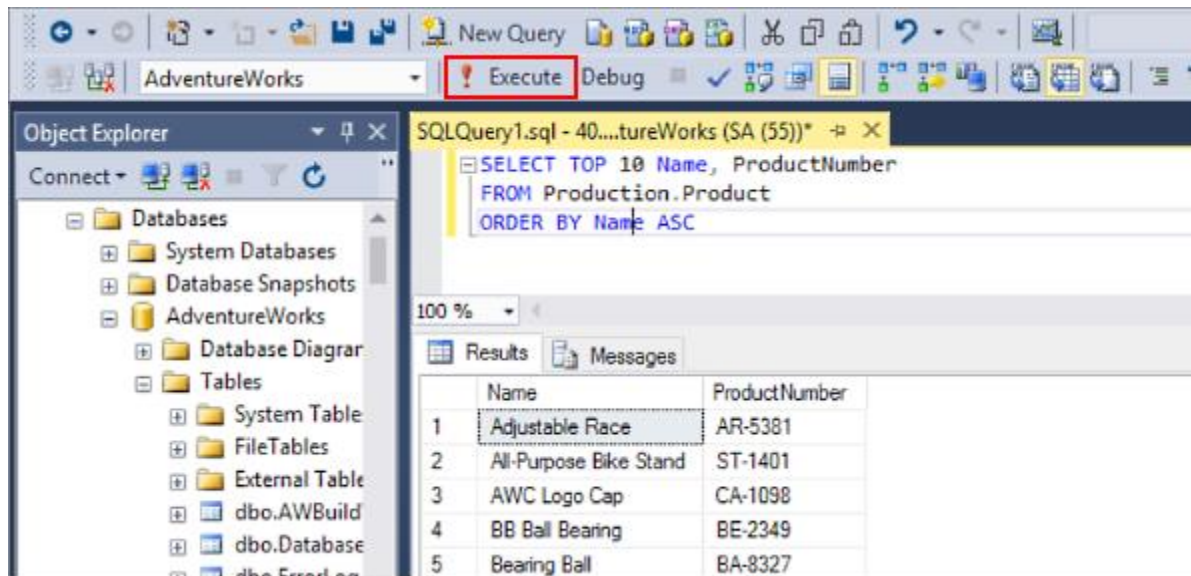 New Query
AdventureWorks
Execute
Debug
Object Explorer
Connect
Databases
System Databases
Database Snapshots
AdventureWorks
Database Diagrar
Tables
System Table
FileTables
External Table
dbo.AWBuild
dbo.Database
SQLQuery1.sql - 40....tureWorks (SA (55))*
SELECT TOP 10 Name, ProductNumber
FROM Production.Product
ORDER BY Name ASC
100 %
Results Messages
Name ProductNumber
1 Adjustable Race AR-5381
2 All-Purpose Bike Stand ST-1401
3 AWC Logo Cap CA-1098
4 BB Ball Bearing BE-2349
5 Bearing Ball BA-8327